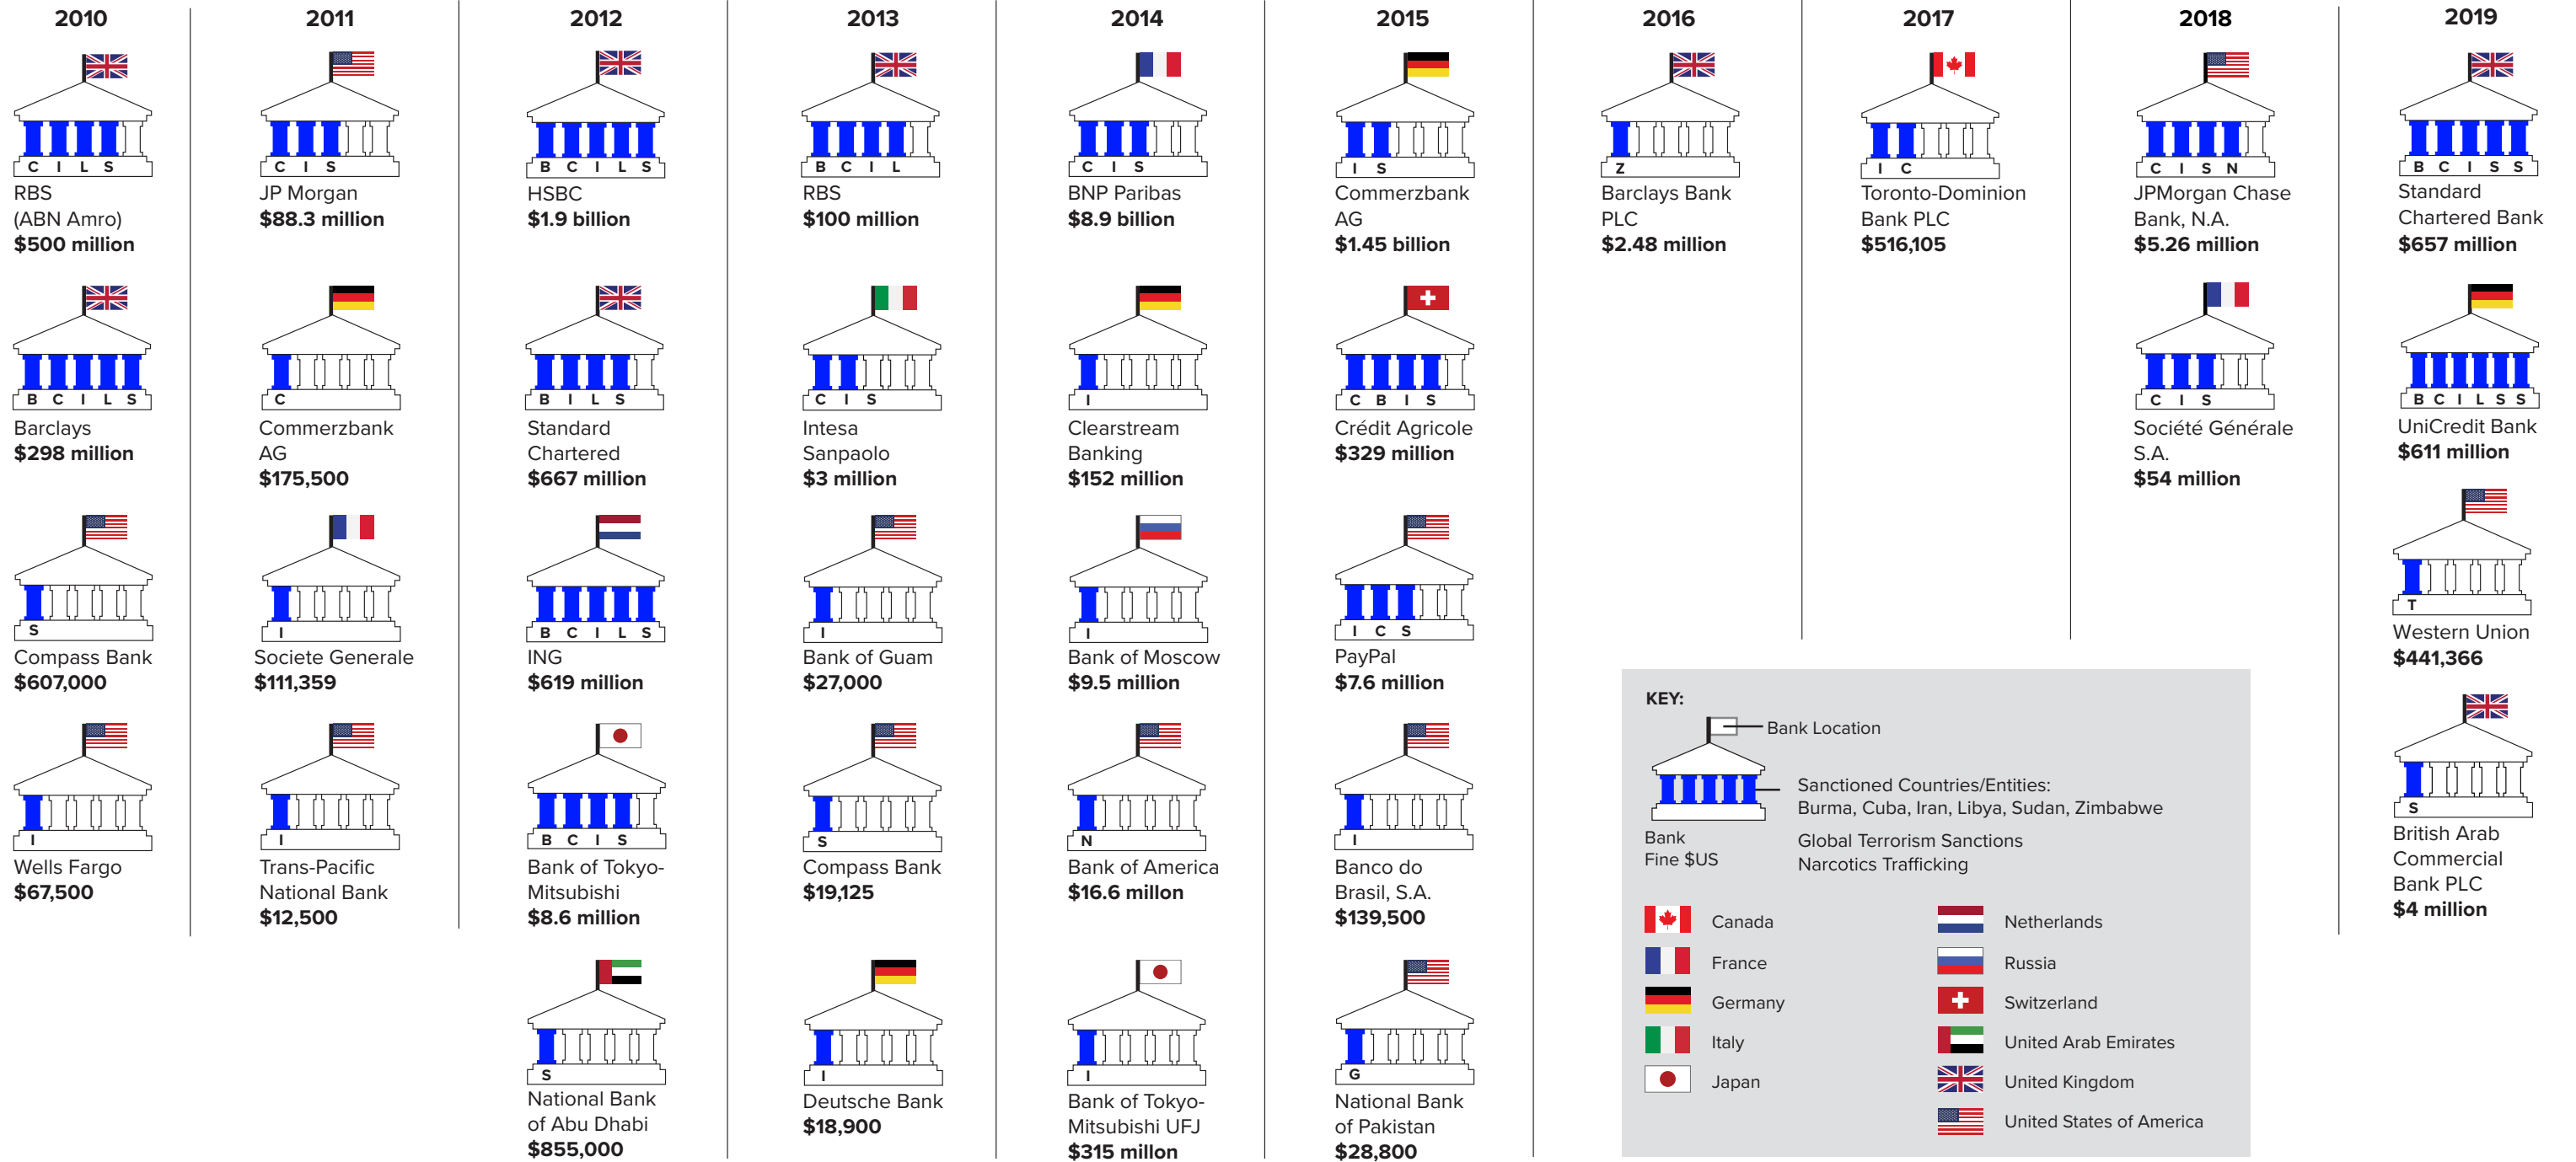 2010
C I L S
RBS
(ABN Amro)
$500 million
B C I L S
Barclays
$298 million
S
Compass Bank
$607,000
I
Wells Fargo
$67,500
2011
C I S
JP Morgan
$88.3 million
C
Commerzbank
AG
$175,500
I
Societe Generale
$111,359
I
Trans-Pacific
National Bank
$12,500
2012
B C I L S
HSBC
$1.9 billion
B I L S
Standard
Chartered
$667 million
B C I L S
ING
$619 million
B C I S
Bank of Tokyo-
Mitsubishi
$8.6 million
S
National Bank
of Abu Dhabi
$855,000
2013
B C I L
RBS
$100 million
C I S
Intesa
Sanpaolo
$3 million
I
Bank of Guam
$27,000
S
Compass Bank
$19,125
I
Deutsche Bank
$18,900
2014
C I S
BNP Paribas
$8.9 billion
I
Clearstream
Banking
$152 million
I
Bank of Moscow
$9.5 million
N
Bank of America
$16.6 millon
I
Bank of Tokyo-
Mitsubishi UFJ
$315 millon
2015
I S
Commerzbank
AG
$1.45 billion
C B I S
Crédit Agricole
$329 million
I C S
PayPal
$7.6 million
I
Banco do
Brasil, S.A.
$139,500
G
National Bank
of Pakistan
$28,800
2016
Z
Barclays Bank
PLC
$2.48 million
2017
I C
Toronto-Dominion
Bank PLC
$516,105
2018
C I S N
JPMorgan Chase
Bank, N.A.
$5.26 million
C I S
Société Générale
S.A.
$54 million
2019
B C I S S
Standard
Chartered Bank
$657 million
B C I L S S
UniCredit Bank
$611 million
T
Western Union
$441,366
S
British Arab
Commercial
Bank PLC
$4 million
KEY:
Bank Location
Sanctioned Countries/Entities:
Burma, Cuba, Iran, Libya, Sudan, Zimbabwe
Global Terrorism Sanctions
Narcotics Trafficking
Bank
Fine $US
Canada
France
Germany
Italy
Japan
Netherlands
Russia
Switzerland
United Arab Emirates
United Kingdom
United States of America